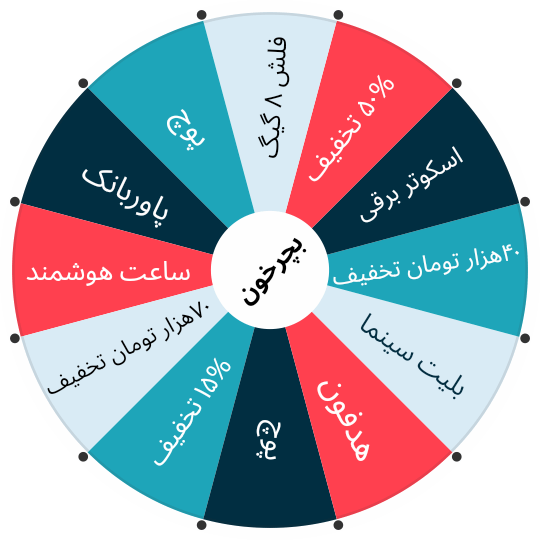 فلش ۸ گیگ
۵۰% تخفیف
اسکوتر برقی
۴۰هزار تومان تخفیف
بلیت سینما
هدفون
پوچ
۱۵% تخفیف
۷۰هزار تومان تخفیف
ساعت هوشمند
پاوربانک
پوچ
بچرخون